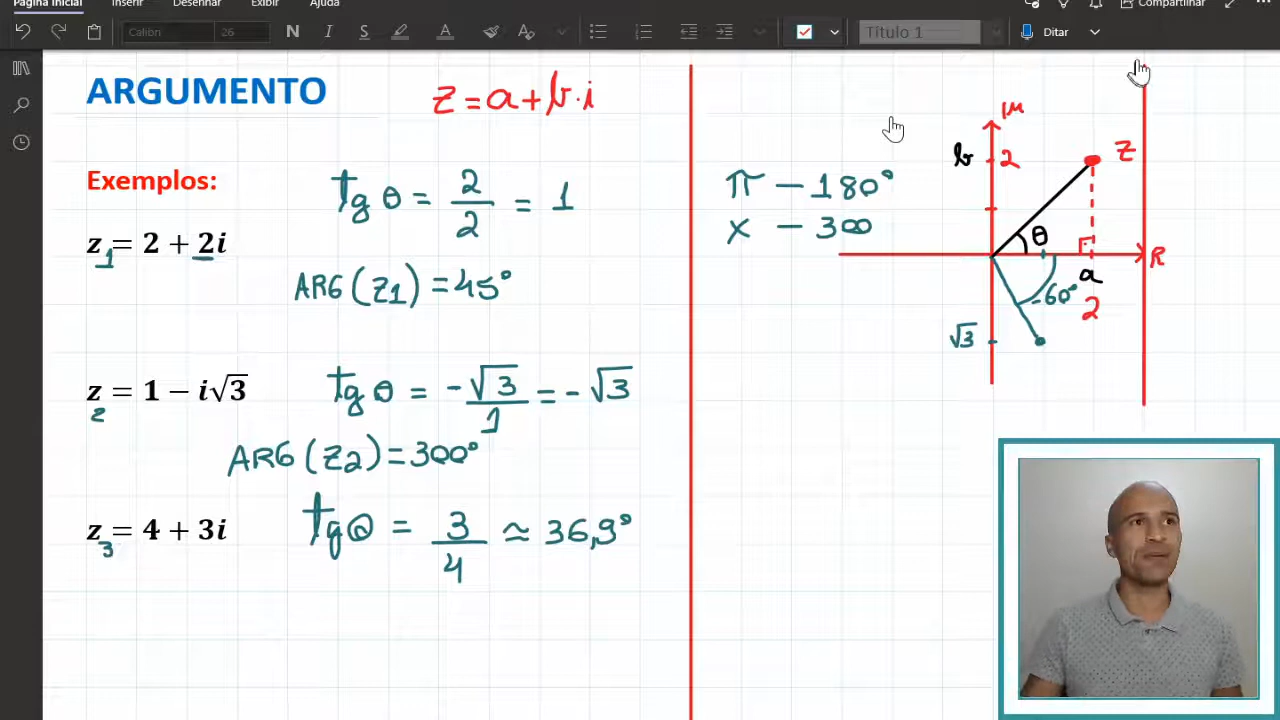 Página Inicial Inserir Desenhar Exibir Ajuda Compartilhar
Calibri 26 N I S A Título 1 Ditar
ARGUMENTO
z = a + b·i
Exemplos:
tg θ = 2/2 = 1
z1 = 2 + 2i
ARG(Z1) = 45°
z2 = 1 − i√3
tg θ = -√3/1 = -√3
ARG(Z2) = 300°
z3 = 4 + 3i
tg θ = 3/4 ≈ 36,9°
π − 180°
x − 300
IM
b 2 Z
θ
R
a
-60°
2
√3